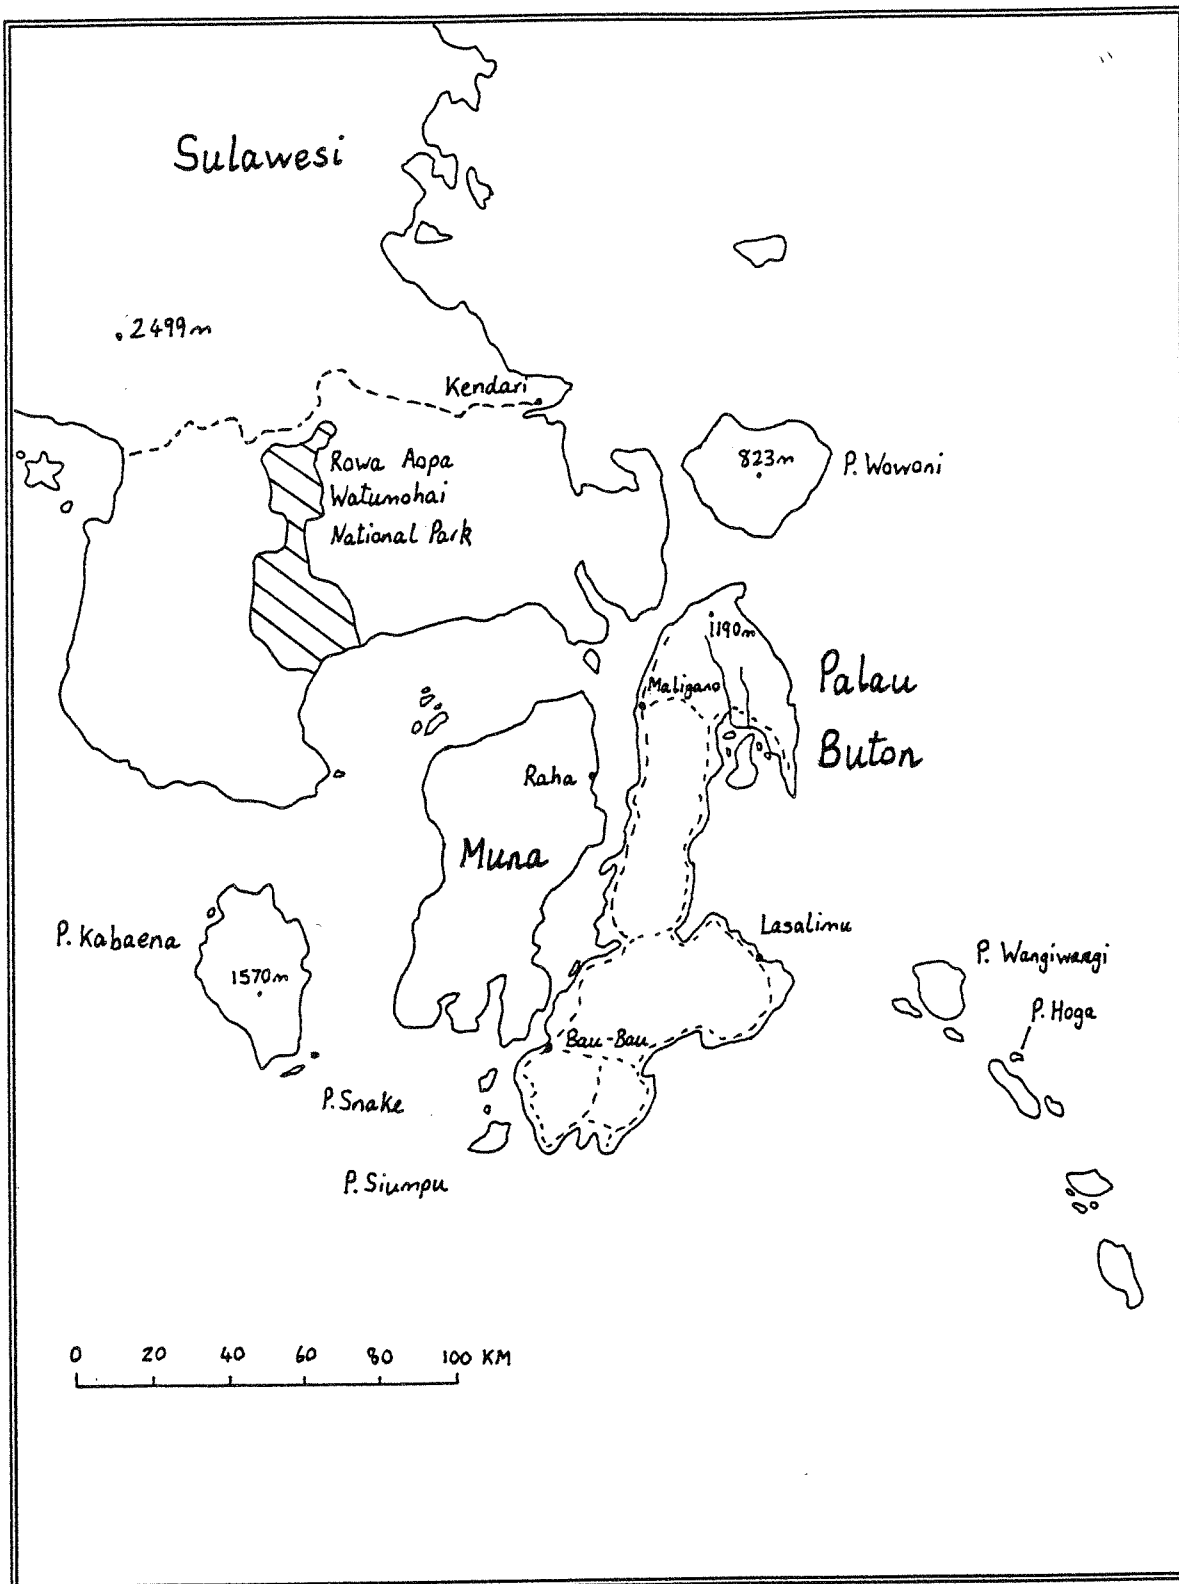 Sulawesi
2499m
Kendari
Rowa Aopa
Watumohai
National Park
823m
P. Wowoni
1190m
Maligano
Palau
Buton
Raha
Muna
P. Kabaena
1570m
Lasalimu
P. Wangiwangi
P. Hoga
Bau-Bau
P. Snake
P. Siumpu
0 20 40 60 80 100 KM